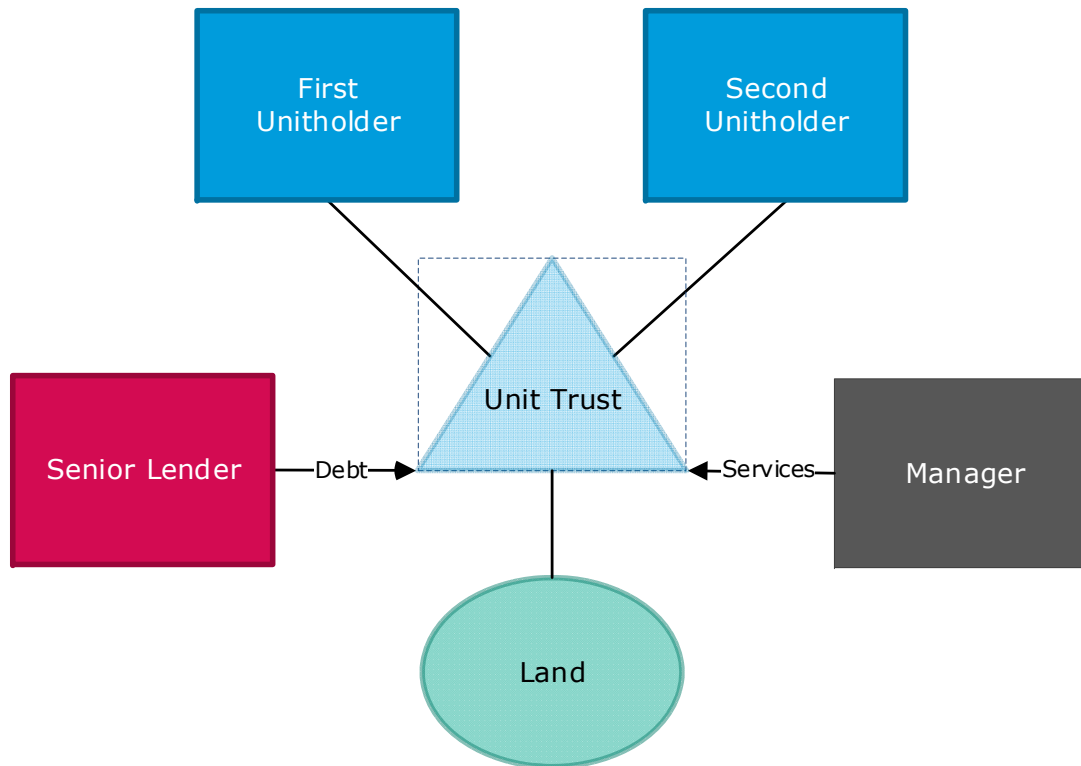 First
Unitholder
Second
Unitholder
Unit Trust
Senior Lender
Debt
Services
Manager
Land